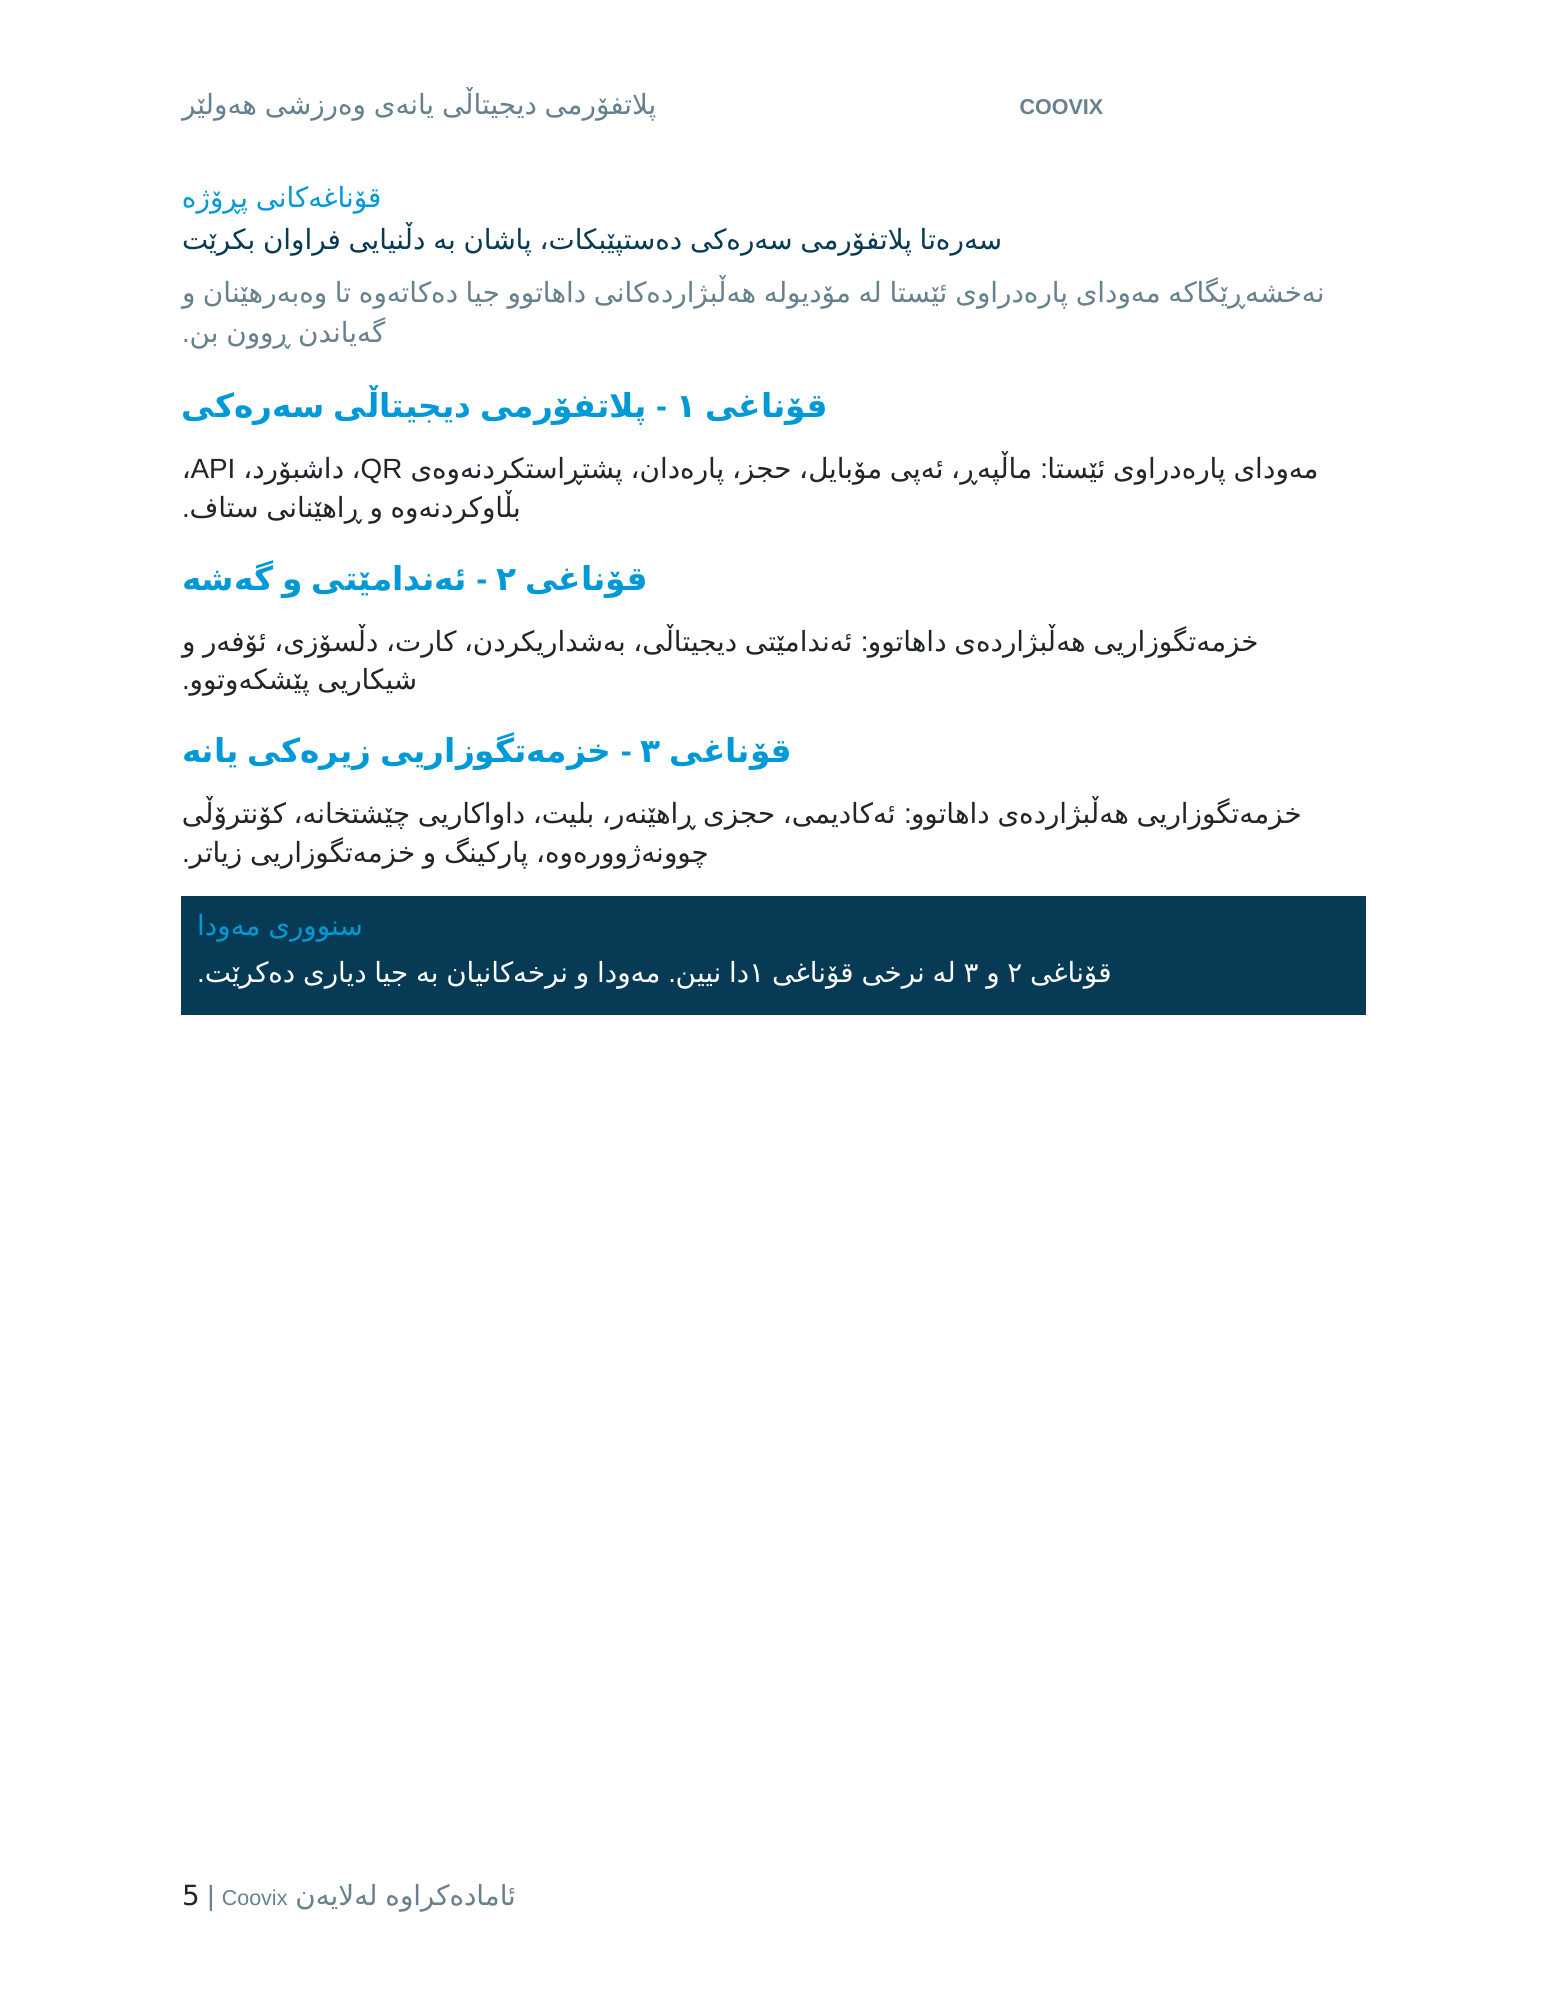 پلاتفۆرمی دیجیتاڵی یانەی وەرزشی هەولێر
COOVIX
قۆناغەکانی پڕۆژە
سەرەتا پلاتفۆرمی سەرەکی دەستپێبکات، پاشان بە دڵنیایی فراوان بکرێت
نەخشەڕێگاکە مەودای پارەدراوی ئێستا لە مۆدیولە هەڵبژاردەکانی داهاتوو جیا دەکاتەوە تا وەبەرهێنان و
گەیاندن ڕوون بن.
قۆناغی ١ - پلاتفۆرمی دیجیتاڵی سەرەکی
مەودای پارەدراوی ئێستا: ماڵپەڕ، ئەپی مۆبایل، حجز، پارەدان، پشتڕاستکردنەوەی QR، داشبۆرد، API،
بڵاوکردنەوە و ڕاهێنانی ستاف.
قۆناغی ٢ - ئەندامێتی و گەشە
خزمەتگوزاریی هەڵبژاردەی داهاتوو: ئەندامێتی دیجیتاڵی، بەشداریکردن، کارت، دڵسۆزی، ئۆفەر و
شیکاریی پێشکەوتوو.
قۆناغی ٣ - خزمەتگوزاریی زیرەکی یانە
خزمەتگوزاریی هەڵبژاردەی داهاتوو: ئەکادیمی، حجزی ڕاهێنەر، بلیت، داواکاریی چێشتخانە، کۆنترۆڵی
چوونەژوورەوە، پارکینگ و خزمەتگوزاریی زیاتر.
سنووری مەودا
قۆناغی ٢ و ٣ لە نرخی قۆناغی ١دا نیین. مەودا و نرخەکانیان بە جیا دیاری دەکرێت.
ئامادەکراوە لەلایەن Coovix | 5